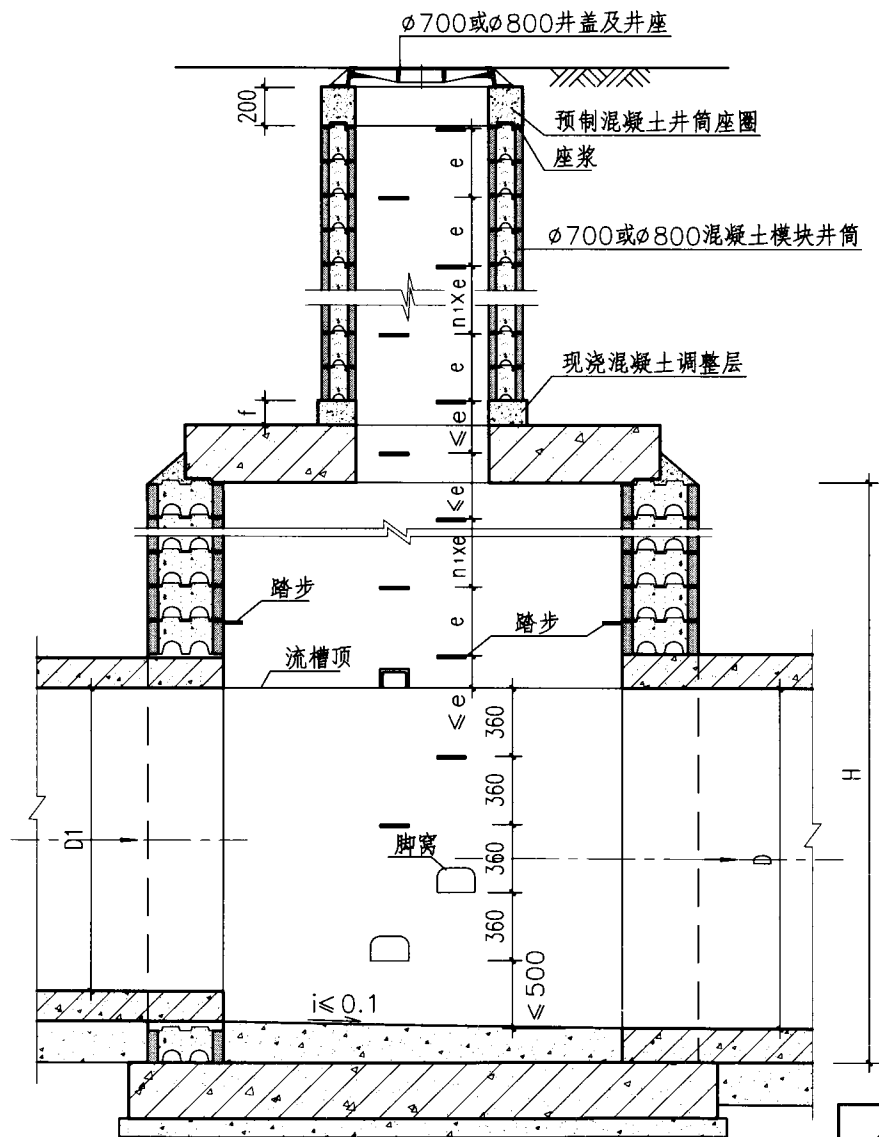 ø700或ø800井盖及井座
200
预制混凝土井筒座圈
座浆
e
e
ø700或ø800混凝土模块井筒
n₁xe
e
现浇混凝土调整层
f
≤e
≤e
n₁xe
踏步
e
踏步
流槽顶
≤e
360
360
H
D1
脚窝
360
D
360
≤500
i≤0.1